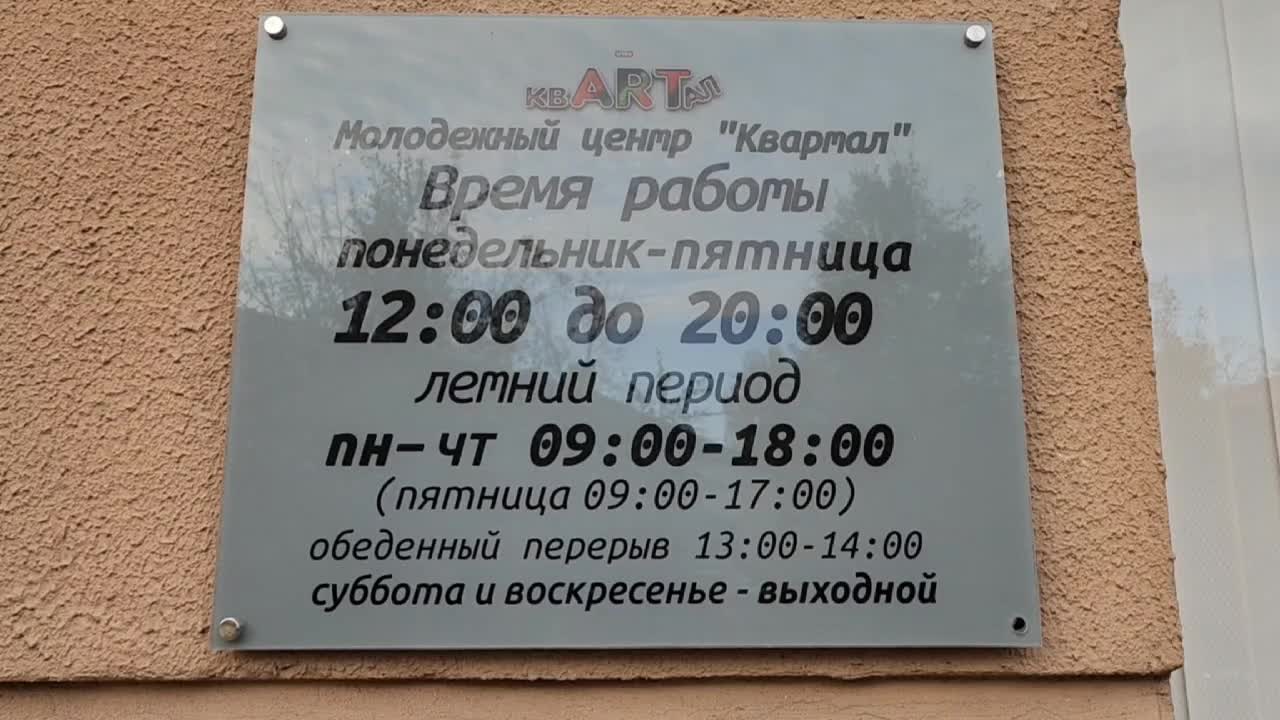 квARTал
Молодежный центр "Квартал"
Время работы
понедельник-пятница
12:00 до 20:00
летний период
пн-чт 09:00-18:00
(пятница 09:00-17:00)
обеденный перерыв 13:00-14:00
суббота и воскресенье - выходной